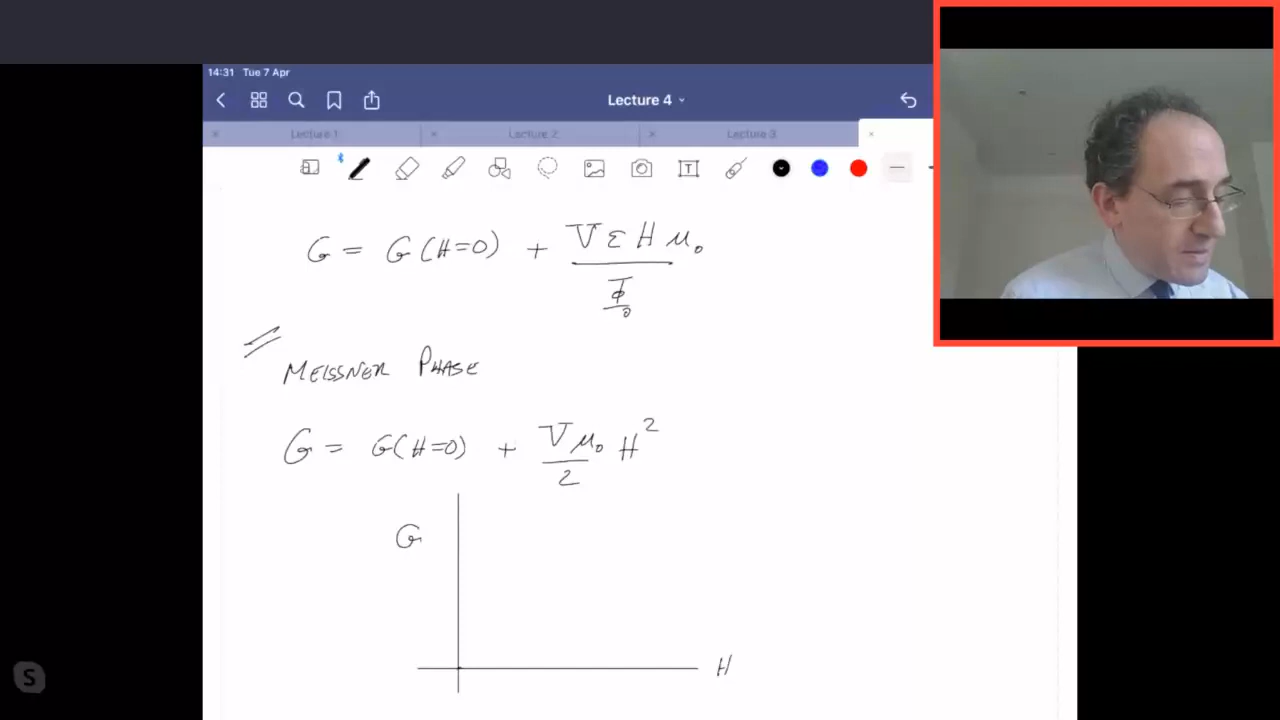 14:31 Tue 7 Apr
Lecture 4
Lecture 1 Lecture 2 Lecture 3
T
G = G(H=0) + VΣHμ₀ / Φ₀
MEISSNER PHASE
G = G(H=0) + Vμ₀/2 H²
G
H
S